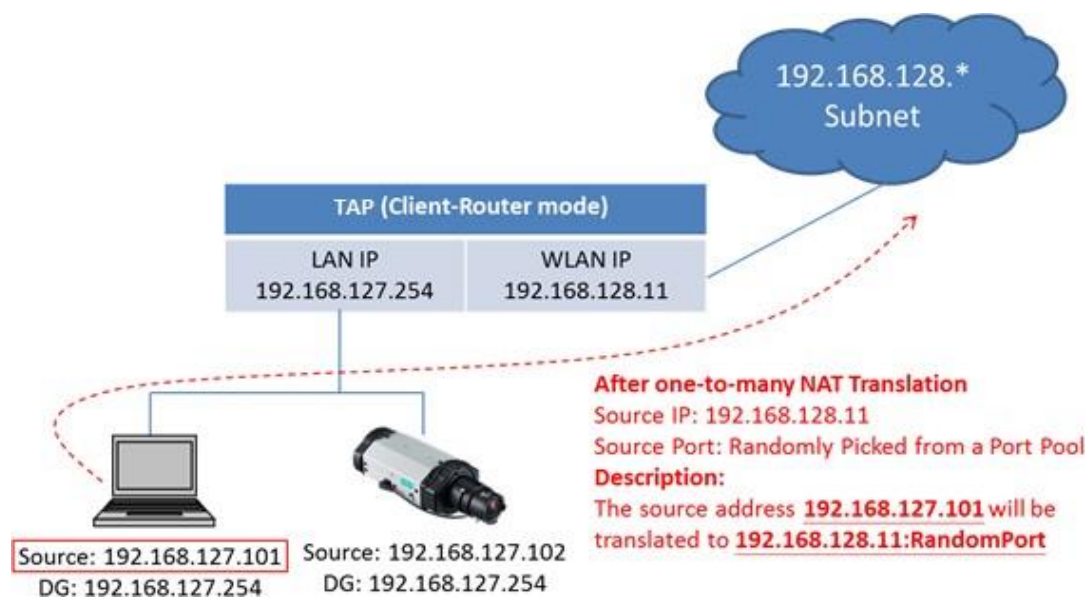 192.168.128.*
Subnet
TAP (Client-Router mode)
LAN IP
192.168.127.254
WLAN IP
192.168.128.11
After one-to-many NAT Translation
Source IP: 192.168.128.11
Source Port: Randomly Picked from a Port Pool
Description:
The source address 192.168.127.101 will be
translated to 192.168.128.11:RandomPort
Source: 192.168.127.101
DG: 192.168.127.254
Source: 192.168.127.102
DG: 192.168.127.254